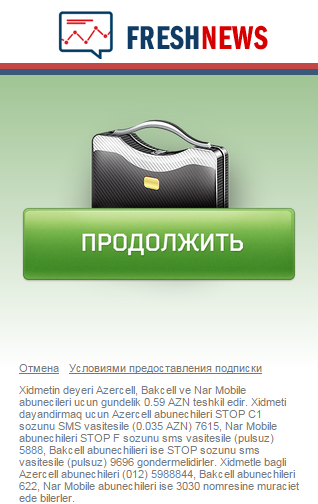 FRESHNEWS
ПРОДОЛЖИТЬ
Отмена Условиями предоставления подписки
Xidmetin deyeri Azercell, Bakcell ve Nar Mobile
abunecileri ucun gundelik 0.59 AZN teshkil edir. Xidmeti
dayandirmaq ucun Azercell abunechileri STOP C1
sozunu SMS vasitesile (0.035 AZN) 7615, Nar Mobile
abunechileri STOP F sozunu sms vasitesile (pulsuz)
5888, Bakcell abunechileri ise STOP sozunu sms
vasitesile (pulsuz) 9696 gondermelidirler. Xidmetle bagli
Azercell abunechileri (012) 5988844, Bakcell abunechileri
622, Nar Mobile abunechileri ise 3030 nomresine muraciet
ede bilerler.